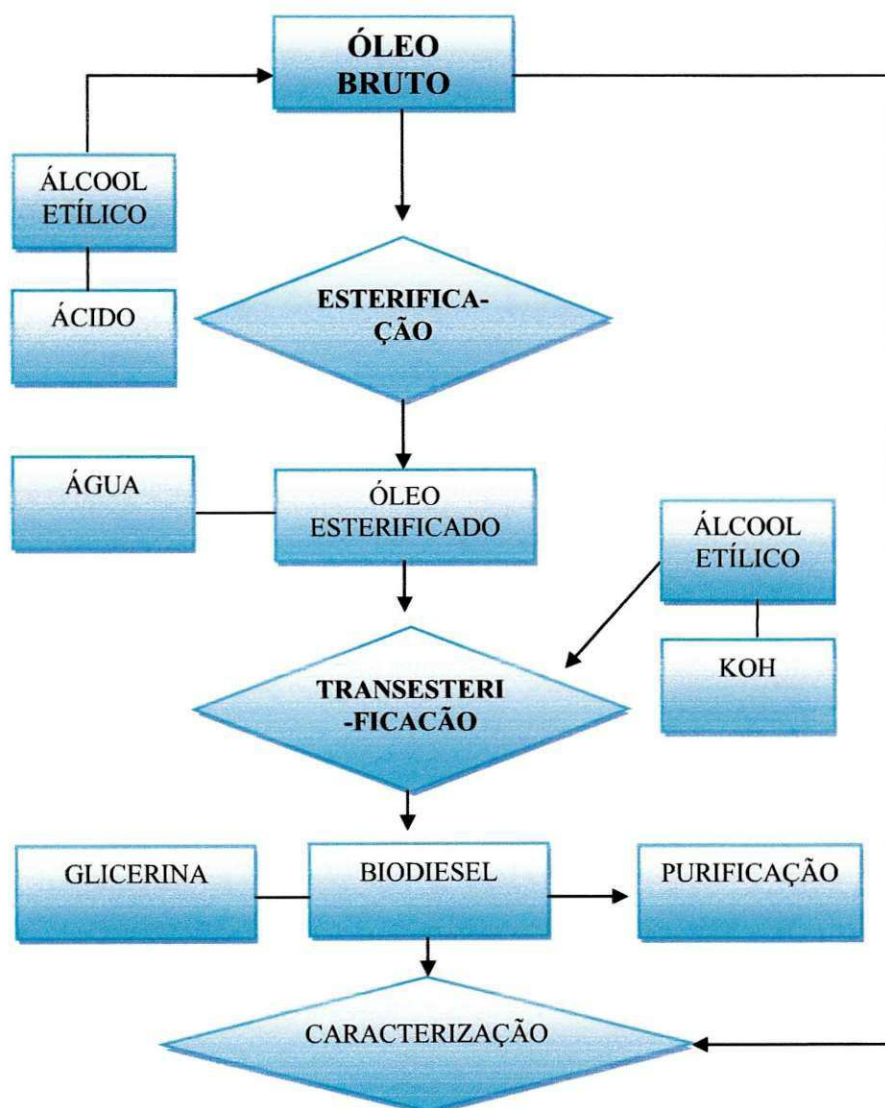 ÓLEO
BRUTO
ÁLCOOL
ETÍLICO
ÁCIDO
ESTERIFICA-
ÇÃO
ÁGUA
ÓLEO
ESTERIFICADO
ÁLCOOL
ETÍLICO
KOH
TRANSESTERI
-FICACÃO
GLICERINA
BIODIESEL
PURIFICAÇÃO
CARACTERIZAÇÃO